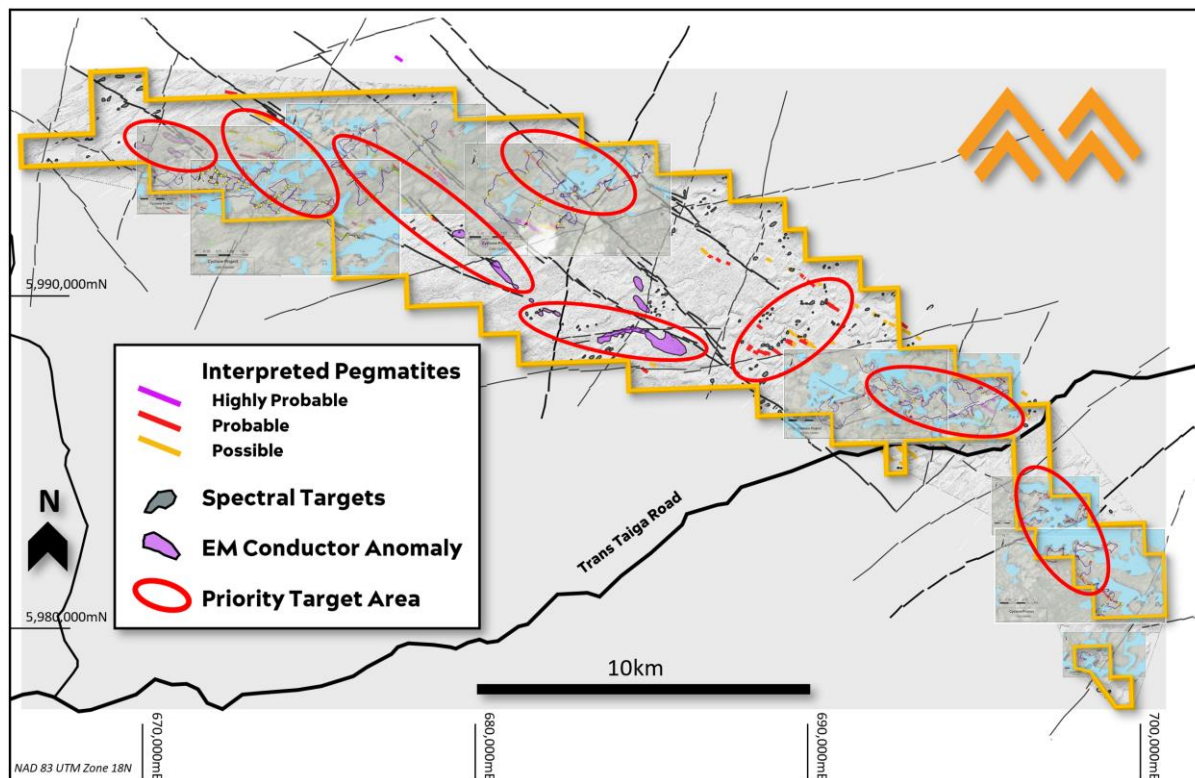 5,990,000mN
Interpreted Pegmatites
Highly Probable
Probable
Possible
N
Spectral Targets
EM Conductor Anomaly
Priority Target Area
Trans Taiga Road
5,980,000mN
10km
670,000mE
680,000mE
690,000mE
700,000mE
NAD 83 UTM Zone 18N